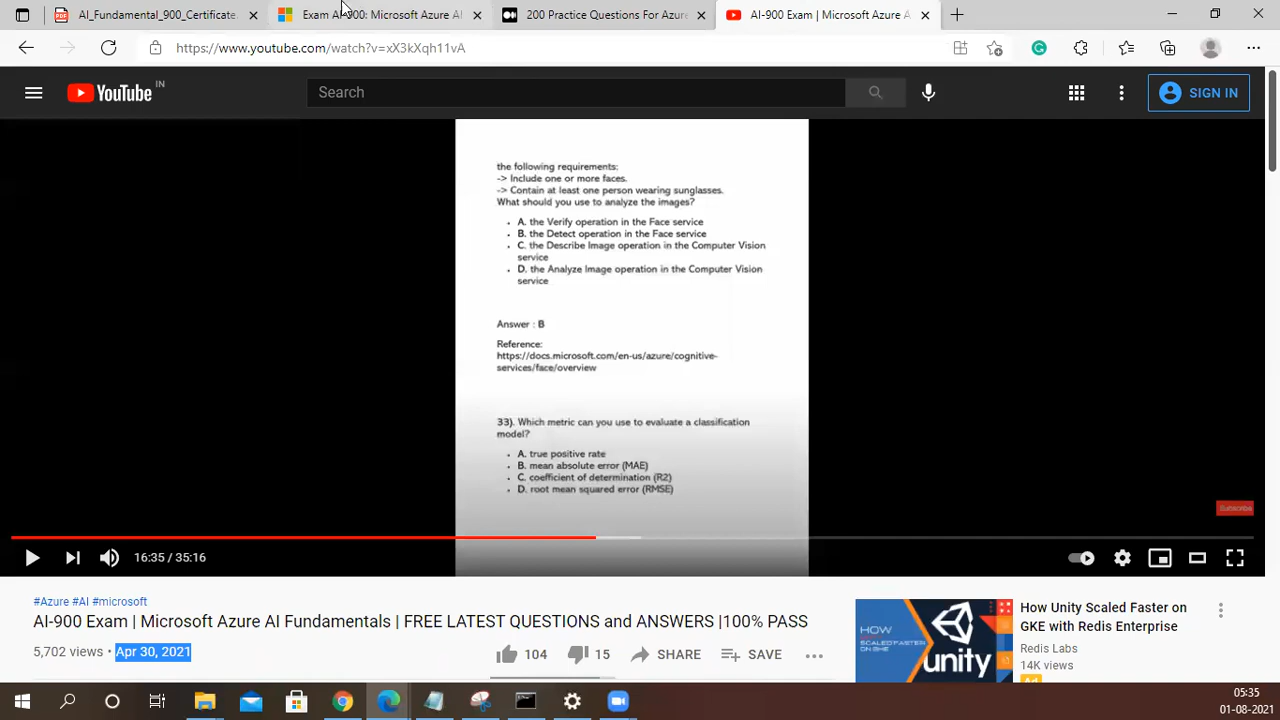 AI_Fundamental_900_Certificate
Exam AI-900: Microsoft Azure AI
200 Practice Questions For Azure
AI-900 Exam | Microsoft Azure A
https://www.youtube.com/watch?v=xX3kXqh11vA
YouTube IN
Search
SIGN IN
the following requirements:
-> Include one or more faces.
-> Contain at least one person wearing sunglasses.
What should you use to analyze the images?
A. the Verify operation in the Face service
B. the Detect operation in the Face service
C. the Describe Image operation in the Computer Vision
service
D. the Analyze Image operation in the Computer Vision
service
Answer : B
Reference:
https://docs.microsoft.com/en-us/azure/cognitive-
services/face/overview
33). Which metric can you use to evaluate a classification
model?
A. true positive rate
B. mean absolute error (MAE)
C. coefficient of determination (R2)
D. root mean squared error (RMSE)
Subscribe
16:35 / 35:16
#Azure #AI #microsoft
AI-900 Exam | Microsoft Azure AI Fundamentals | FREE LATEST QUESTIONS and ANSWERS |100% PASS
5,702 views • Apr 30, 2021
104
15
SHARE
SAVE
HOW
UNITY SCALED FASTER
ON GKE
unity
How Unity Scaled Faster on
GKE with Redis Enterprise
Redis Labs
14K views
Ad
05:35
01-08-2021